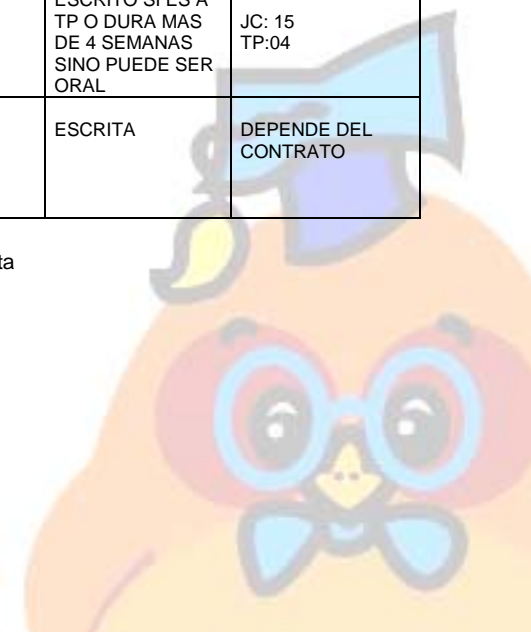 ESCRITO SI ES A
TP O DURA MAS
DE 4 SEMANAS
SINO PUEDE SER
ORAL
JC: 15
TP:04
ESCRITA
DEPENDE DEL
CONTRATO
ta